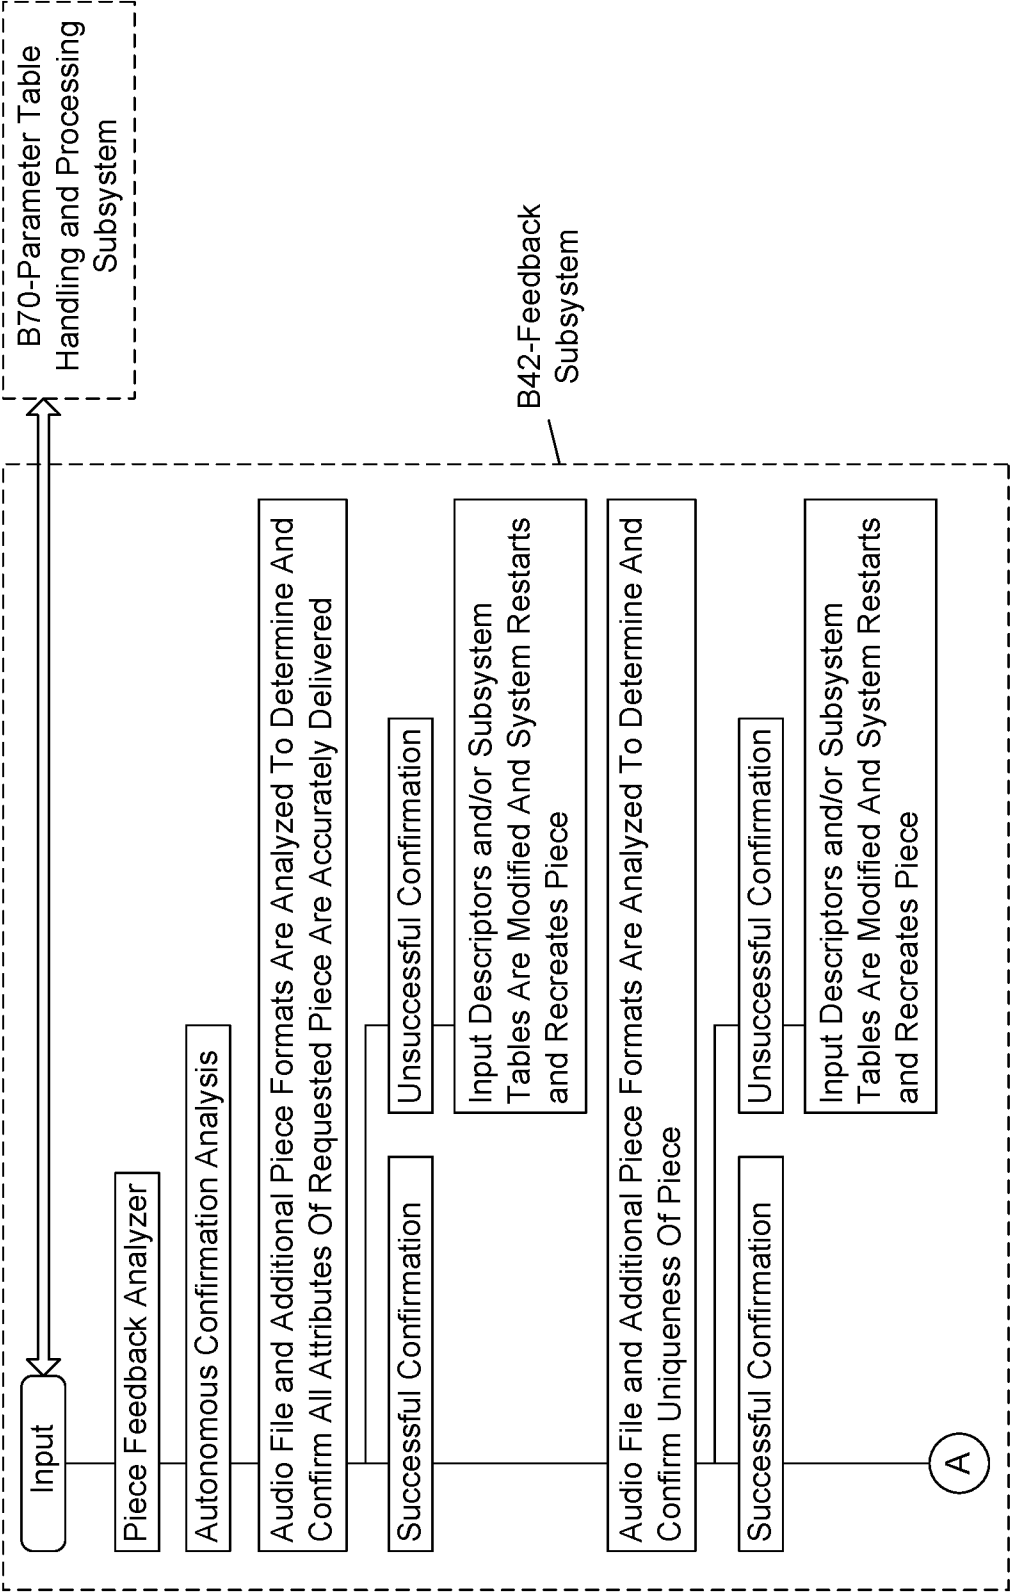 B70-Parameter Table
Handling and Processing
Subsystem
Input
Piece Feedback Analyzer
Autonomous Confirmation Analysis
Audio File and Additional Piece Formats Are Analyzed To Determine And
Confirm All Attributes Of Requested Piece Are Accurately Delivered
Successful Confirmation
Unsuccessful Confirmation
Input Descriptors and/or Subsystem
Tables Are Modified And System Restarts
and Recreates Piece
B42-Feedback
Subsystem
Audio File and Additional Piece Formats Are Analyzed To Determine And
Confirm Uniqueness Of Piece
Successful Confirmation
Unsuccessful Confirmation
Input Descriptors and/or Subsystem
Tables Are Modified And System Restarts
and Recreates Piece
A